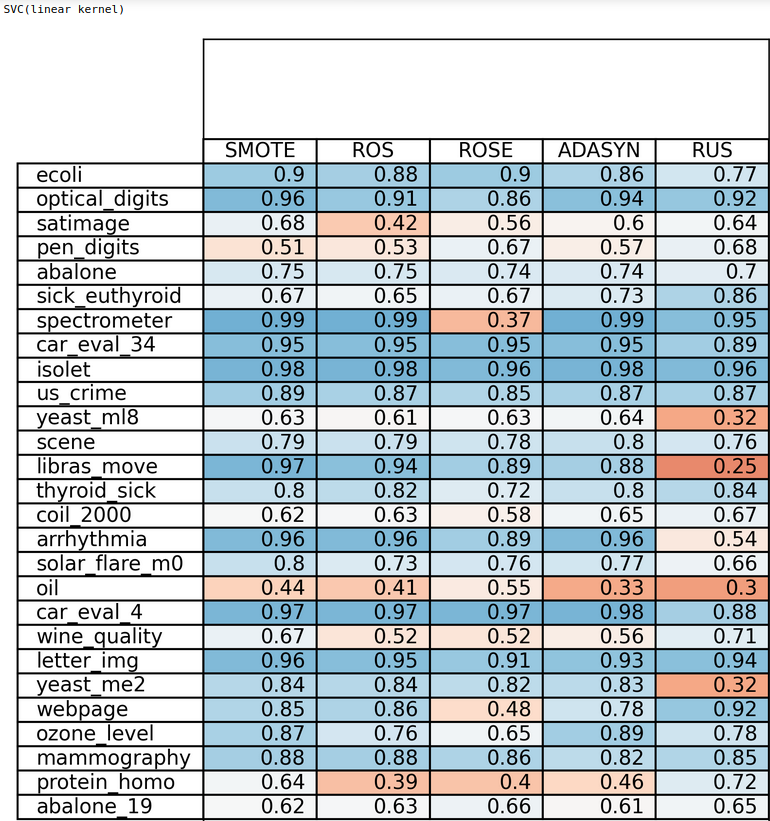 SVC(linear kernel)
SMOTE ROS ROSE ADASYN RUS
ecoli 0.9 0.88 0.9 0.86 0.77
optical_digits 0.96 0.91 0.86 0.94 0.92
satimage 0.68 0.42 0.56 0.6 0.64
pen_digits 0.51 0.53 0.67 0.57 0.68
abalone 0.75 0.75 0.74 0.74 0.7
sick_euthyroid 0.67 0.65 0.67 0.73 0.86
spectrometer 0.99 0.99 0.37 0.99 0.95
car_eval_34 0.95 0.95 0.95 0.95 0.89
isolet 0.98 0.98 0.96 0.98 0.96
us_crime 0.89 0.87 0.85 0.87 0.87
yeast_ml8 0.63 0.61 0.63 0.64 0.32
scene 0.79 0.79 0.78 0.8 0.76
libras_move 0.97 0.94 0.89 0.88 0.25
thyroid_sick 0.8 0.82 0.72 0.8 0.84
coil_2000 0.62 0.63 0.58 0.65 0.67
arrhythmia 0.96 0.96 0.89 0.96 0.54
solar_flare_m0 0.8 0.73 0.76 0.77 0.66
oil 0.44 0.41 0.55 0.33 0.3
car_eval_4 0.97 0.97 0.97 0.98 0.88
wine_quality 0.67 0.52 0.52 0.56 0.71
letter_img 0.96 0.95 0.91 0.93 0.94
yeast_me2 0.84 0.84 0.82 0.83 0.32
webpage 0.85 0.86 0.48 0.78 0.92
ozone_level 0.87 0.76 0.65 0.89 0.78
mammography 0.88 0.88 0.86 0.82 0.85
protein_homo 0.64 0.39 0.4 0.46 0.72
abalone_19 0.62 0.63 0.66 0.61 0.65